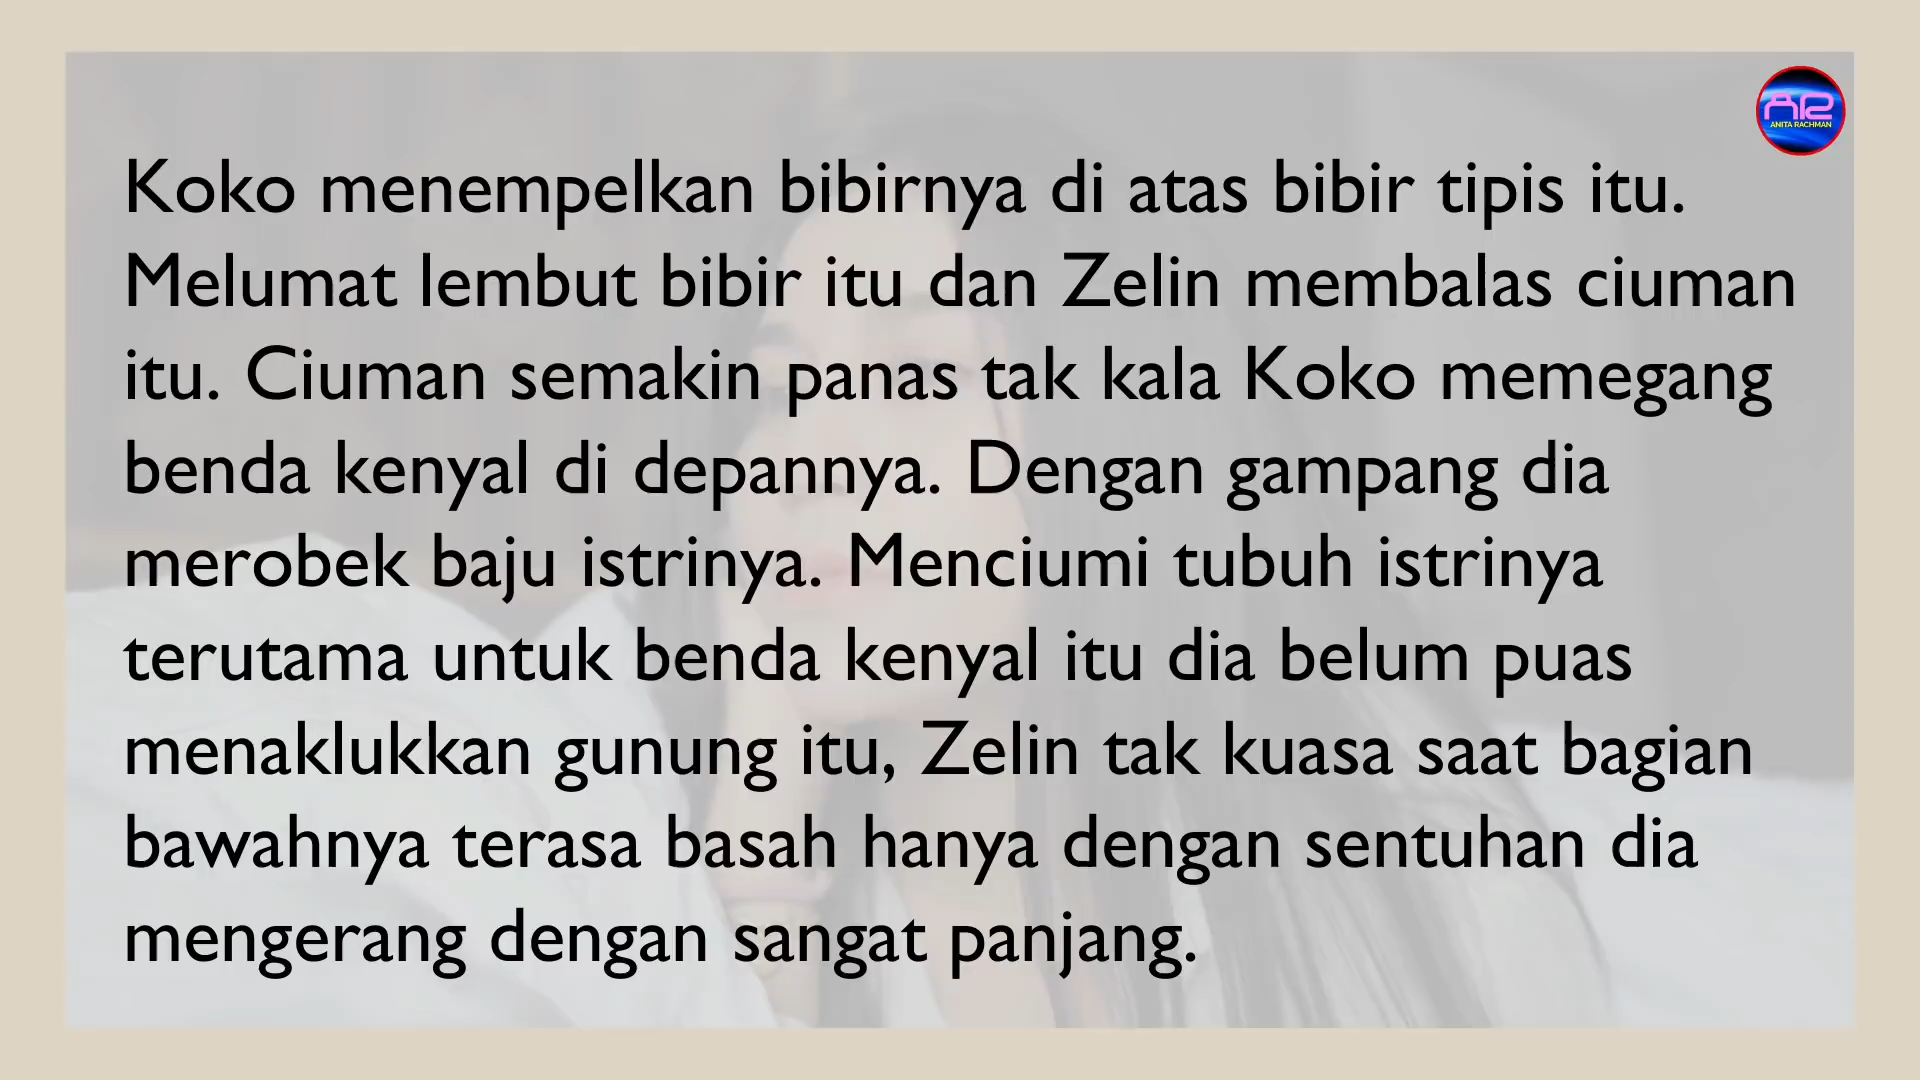 AR
ANITA RACHMAN
Koko menempelkan bibirnya di atas bibir tipis itu.
Melumat lembut bibir itu dan Zelin membalas ciuman
itu. Ciuman semakin panas tak kala Koko memegang
benda kenyal di depannya. Dengan gampang dia
merobek baju istrinya. Menciumi tubuh istrinya
terutama untuk benda kenyal itu dia belum puas
menaklukkan gunung itu, Zelin tak kuasa saat bagian
bawahnya terasa basah hanya dengan sentuhan dia
mengerang dengan sangat panjang.